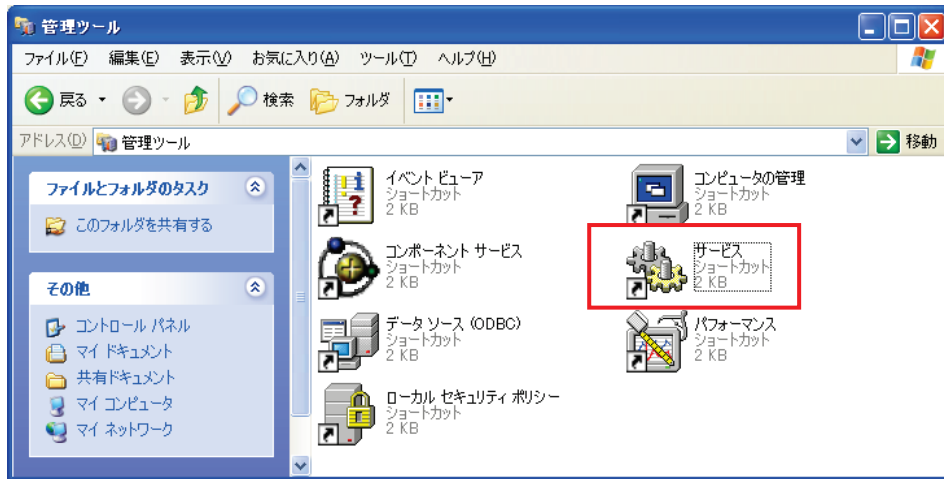 管理ツール
ファイル(F) 編集(E) 表示(V) お気に入り(A) ツール(T) ヘルプ(H)
戻る 検索 フォルダ
アドレス(D) 管理ツール 移動
ファイルとフォルダのタスク
このフォルダを共有する
その他
コントロール パネル
マイ ドキュメント
共有ドキュメント
マイ コンピュータ
マイ ネットワーク
イベント ビューア
ショートカット
2 KB
コンピュータの管理
ショートカット
2 KB
コンポーネント サービス
ショートカット
2 KB
サービス
ショートカット
2 KB
データ ソース (ODBC)
ショートカット
2 KB
パフォーマンス
ショートカット
2 KB
ローカル セキュリティ ポリシー
ショートカット
2 KB